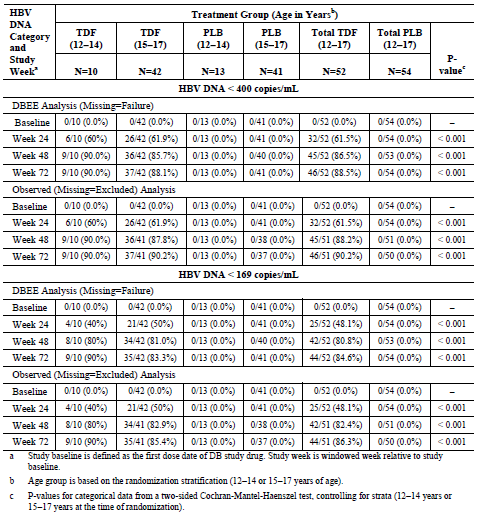 HBV DNA Category and Study Week^a | Treatment Group (Age in Years^b) | P-value^c
TDF (12–14) | TDF (15–17) | PLB (12–14) | PLB (15–17) | Total TDF (12–17) | Total PLB (12–17)
N=10 | N=42 | N=13 | N=41 | N=52 | N=54
HBV DNA < 400 copies/mL
DBEE Analysis (Missing=Failure)
Baseline | 0/10 (0.0%) | 0/42 (0.0%) | 0/13 (0.0%) | 0/41 (0.0%) | 0/52 (0.0%) | 0/54 (0.0%) | –
Week 24 | 6/10 (60%) | 26/42 (61.9%) | 0/13 (0.0%) | 0/41 (0.0%) | 32/52 (61.5%) | 0/54 (0.0%) | < 0.001
Week 48 | 9/10 (90.0%) | 36/42 (85.7%) | 0/13 (0.0%) | 0/40 (0.0%) | 45/52 (86.5%) | 0/53 (0.0%) | < 0.001
Week 72 | 9/10 (90.0%) | 37/42 (88.1%) | 0/13 (0.0%) | 0/41 (0.0%) | 46/52 (88.5%) | 0/54 (0.0%) | < 0.001
Observed (Missing=Excluded) Analysis
Baseline | 0/10 (0.0%) | 0/42 (0.0%) | 0/13 (0.0%) | 0/41 (0.0%) | 0/52 (0.0%) | 0/54 (0.0%) | –
Week 24 | 6/10 (60%) | 26/42 (61.9%) | 0/13 (0.0%) | 0/41 (0.0%) | 32/52 (61.5%) | 0/54 (0.0%) | < 0.001
Week 48 | 9/10 (90.0%) | 36/41 (87.8%) | 0/13 (0.0%) | 0/38 (0.0%) | 45/51 (88.2%) | 0/51 (0.0%) | < 0.001
Week 72 | 9/10 (90.0%) | 37/41 (90.2%) | 0/13 (0.0%) | 0/37 (0.0%) | 46/51 (90.2%) | 0/50 (0.0%) | < 0.001
HBV DNA < 169 copies/mL
DBEE Analysis (Missing=Failure)
Baseline | 0/10 (0.0%) | 0/42 (0.0%) | 0/13 (0.0%) | 0/41 (0.0%) | 0/52 (0.0%) | 0/54 (0.0%) | –
Week 24 | 4/10 (40%) | 21/42 (50%) | 0/13 (0.0%) | 0/41 (0.0%) | 25/52 (48.1%) | 0/54 (0.0%) | < 0.001
Week 48 | 8/10 (80%) | 34/42 (81.0%) | 0/13 (0.0%) | 0/40 (0.0%) | 42/52 (80.8%) | 0/53 (0.0%) | < 0.001
Week 72 | 9/10 (90%) | 35/42 (83.3%) | 0/13 (0.0%) | 0/41 (0.0%) | 44/52 (84.6%) | 0/54 (0.0%) | < 0.001
Observed (Missing=Excluded) Analysis
Baseline | 0/10 (0.0%) | 0/42 (0.0%) | 0/13 (0.0%) | 0/41 (0.0%) | 0/52 (0.0%) | 0/54 (0.0%) | –
Week 24 | 4/10 (40%) | 21/42 (50%) | 0/13 (0.0%) | 0/41 (0.0%) | 25/52 (48.1%) | 0/54 (0.0%) | < 0.001
Week 48 | 8/10 (80%) | 34/41 (82.9%) | 0/13 (0.0%) | 0/38 (0.0%) | 42/51 (82.4%) | 0/51 (0.0%) | < 0.001
Week 72 | 9/10 (90%) | 35/41 (85.4%) | 0/13 (0.0%) | 0/37 (0.0%) | 44/51 (86.3%) | 0/50 (0.0%) | < 0.001
a Study baseline is defined as the first dose date of DB study drug. Study week is windowed week relative to study
baseline.
b Age group is based on the randomization stratification (12–14 or 15–17 years of age).
c P-values for categorical data from a two-sided Cochran-Mantel-Haenszel test, controlling for strata (12–14 years or
15–17 years at the time of randomization).